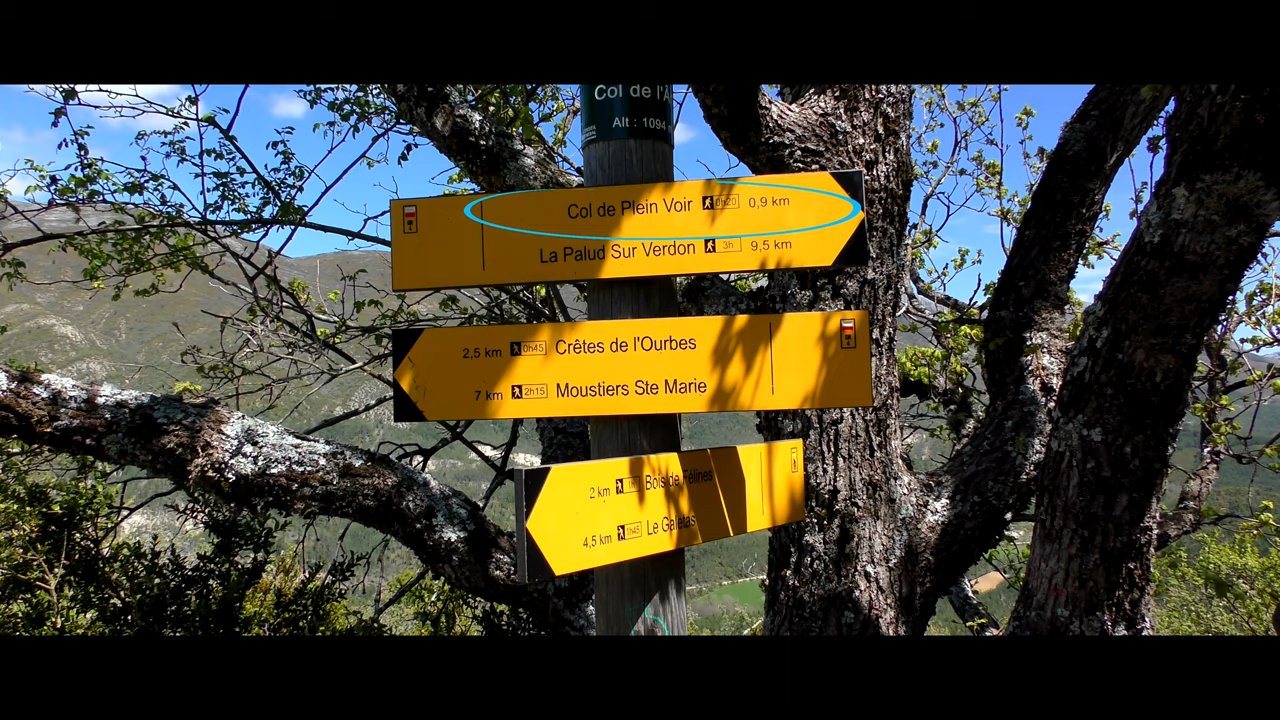 Col de l'A
Alt : 1094
Col de Plein Voir 0h20 0,9 km
La Palud Sur Verdon 3h 9,5 km
2,5 km 0h45 Crêtes de l'Ourbes
7 km 2h15 Moustiers Ste Marie
2 km 1h Bois de Félines
4,5 km 1h45 Le Galetas